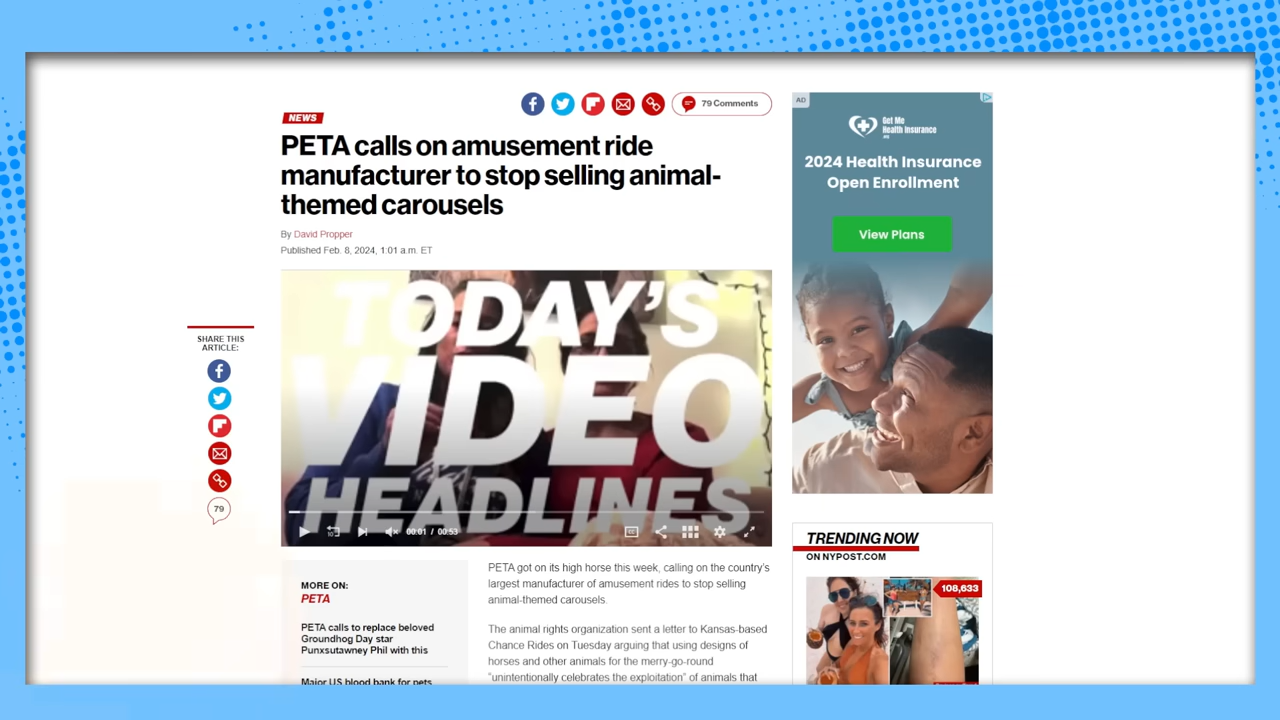 79 Comments
NEWS
PETA calls on amusement ride
manufacturer to stop selling animal-
themed carousels
By David Propper
Published Feb. 8, 2024, 1:01 a.m. ET
TODAY'S
VIDEO
HEADLINES
10
00:01 / 00:53
CC
SHARE THIS
ARTICLE:
79
MORE ON:
PETA
PETA calls to replace beloved
Groundhog Day star
Punxsutawney Phil with this
Major US blood bank for pets
PETA got on its high horse this week, calling on the country's
largest manufacturer of amusement rides to stop selling
animal-themed carousels.
The animal rights organization sent a letter to Kansas-based
Chance Rides on Tuesday arguing that using designs of
horses and other animals for the merry-go-round
"unintentionally celebrates the exploitation" of animals that
AD
Get Me
Health Insurance
2024 Health Insurance
Open Enrollment
View Plans
TRENDING NOW
ON NYPOST.COM
108,633